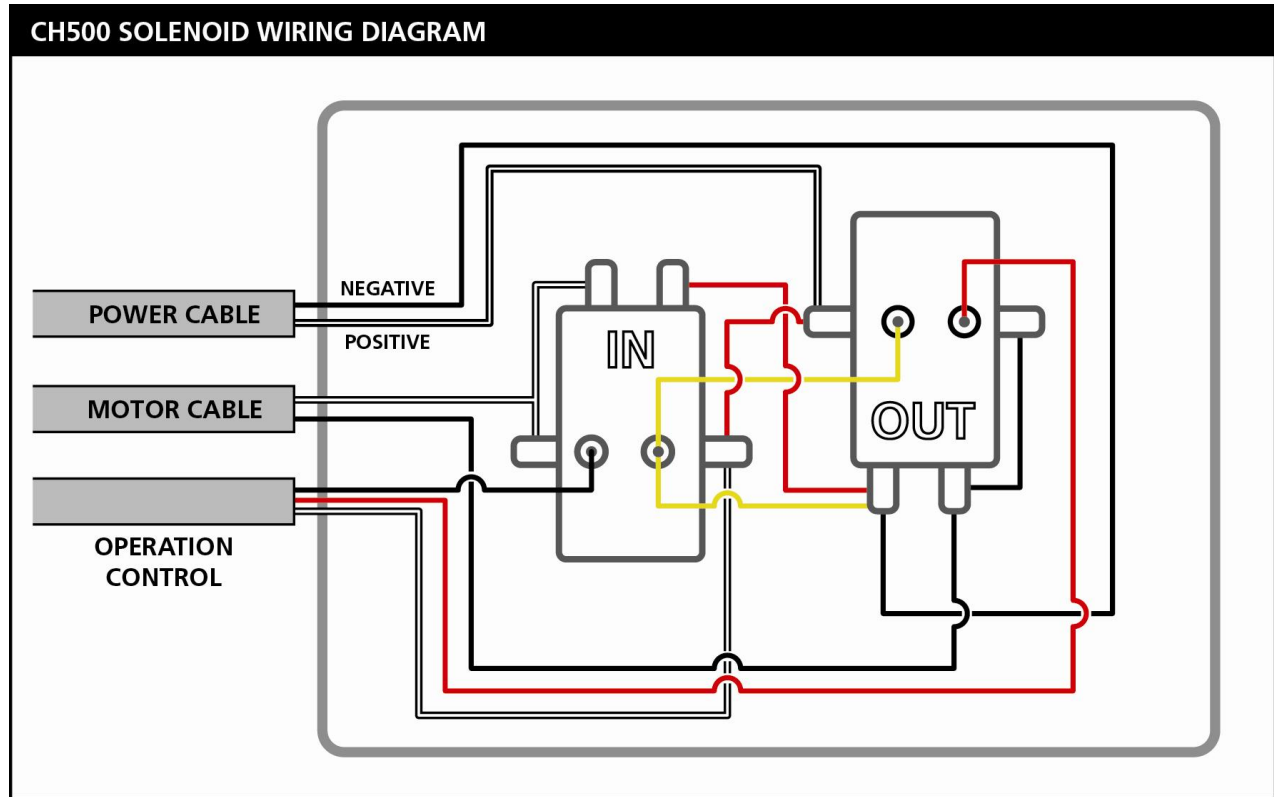 CH500 SOLENOID WIRING DIAGRAM
NEGATIVE
POWER CABLE
POSITIVE
IN
MOTOR CABLE
OUT
OPERATION
CONTROL